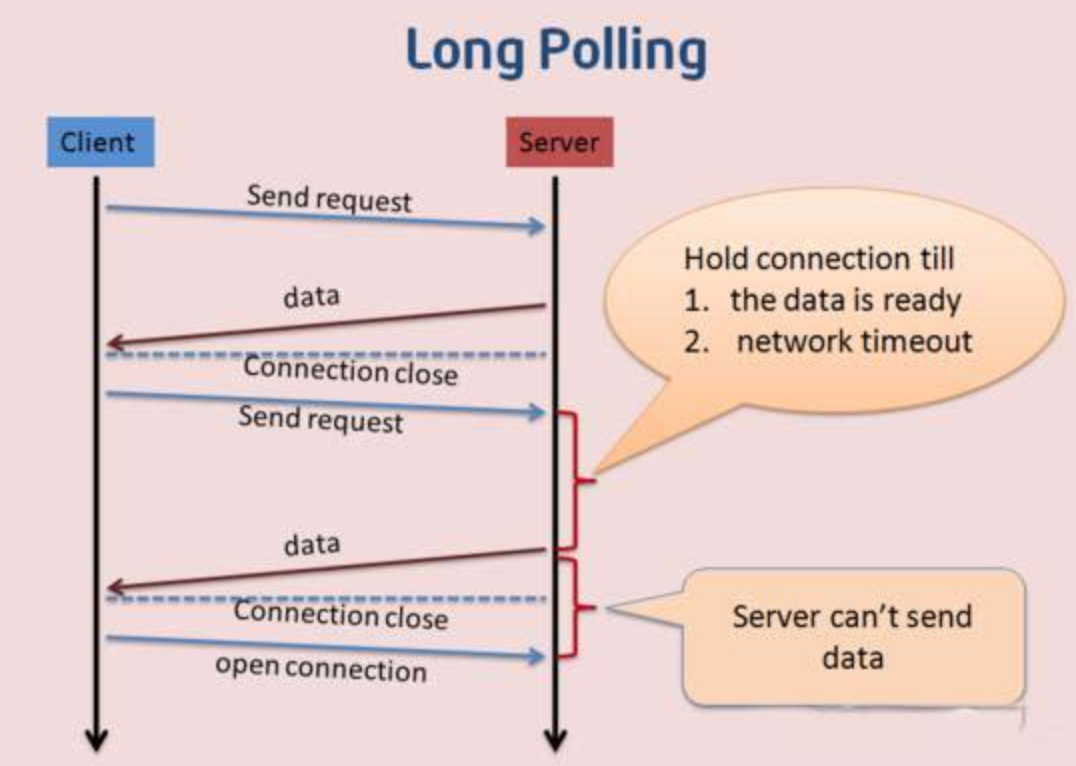 Long Polling
Client
Server
Send request
data
Connection close
Send request
data
Connection close
open connection
Hold connection till
1. the data is ready
2. network timeout
Server can't send
data